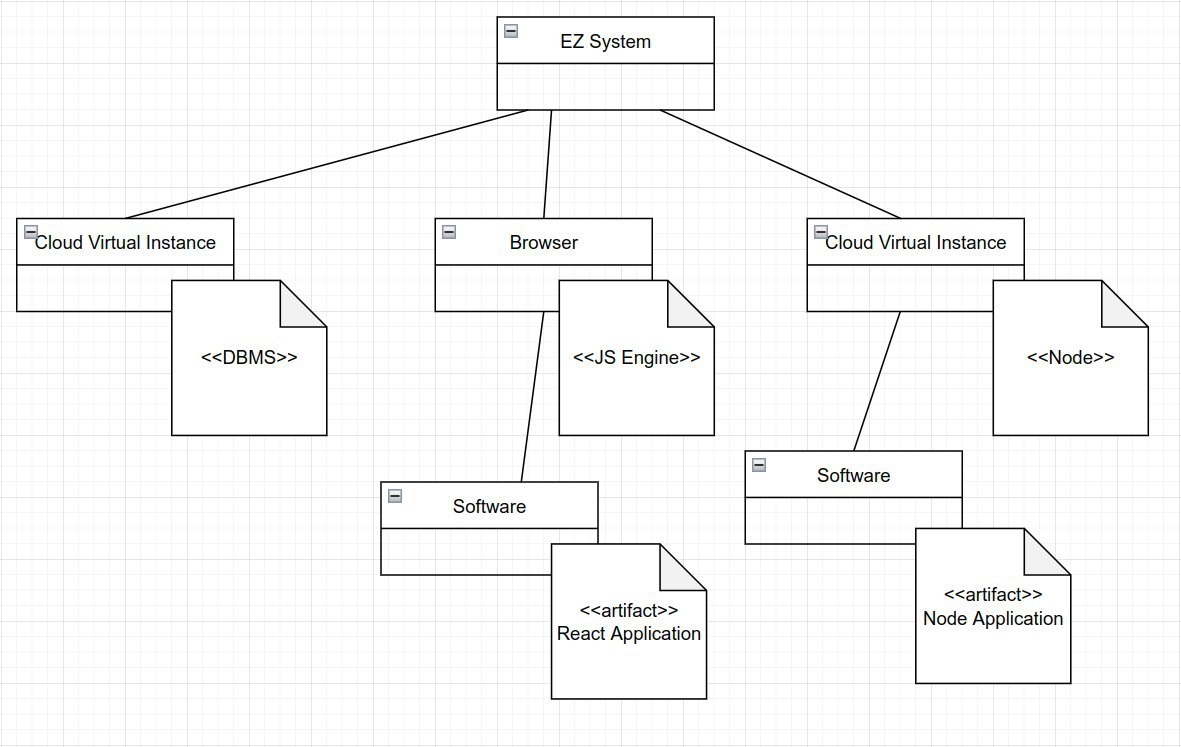 EZ System
Cloud Virtual Instance
Browser
Cloud Virtual Instance
<<DBMS>>
<<JS Engine>>
<<Node>>
Software
Software
<<artifact>>
React Application
<<artifact>>
Node Application